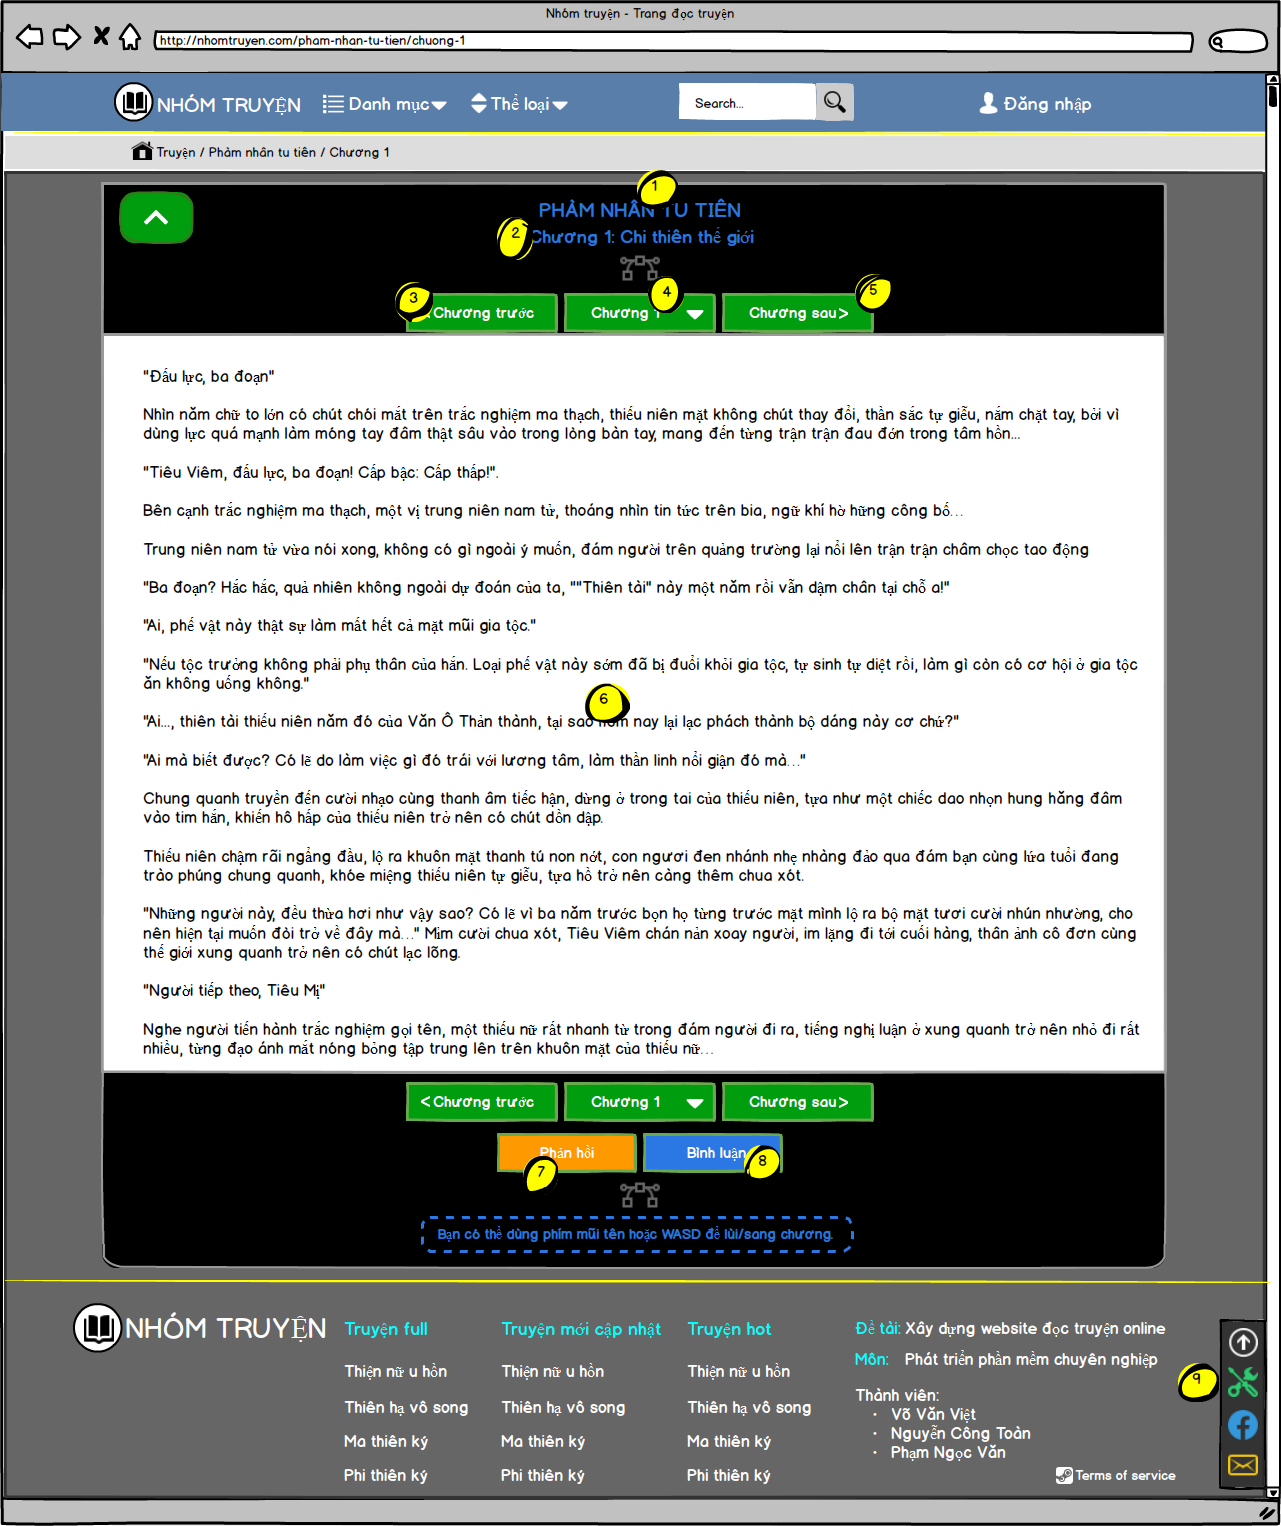 Nhóm truyện - Trang đọc truyện
http://nhomtruyen.com/pham-nhan-tu-tien/chuong-1
NHÓM TRUYỆN
Danh mục
Thể loại
Search...
Đăng nhập
Truyện / Phàm nhân tu tiên / Chương 1
1
PHÀM NHÂN TU TIÊN
2
Chương 1: Chi thiên thế giới
3
4
5
<Chương trước
Chương 1
Chương sau>
"Đấu lực, ba đoạn"
Nhìn năm chữ to lớn có chút chói mắt trên trắc nghiệm ma thạch, thiếu niên mặt không chút thay đổi, thần sắc tự giễu, nắm chặt tay, bởi vì
dùng lực quá mạnh làm móng tay đâm thật sâu vào trong lòng bàn tay, mang đến từng trận trận đau đớn trong tâm hồn...
"Tiêu Viêm, đấu lực, ba đoạn! Cấp bậc: Cấp thấp!".
Bên cạnh trắc nghiệm ma thạch, một vị trung niên nam tử, thoáng nhìn tin tức trên bia, ngữ khí hờ hững công bố...
Trung niên nam tử vừa nói xong, không có gì ngoài ý muốn, đám người trên quảng trường lại nổi lên trận trận châm chọc tao động
"Ba đoạn? Hắc hắc, quả nhiên không ngoài dự đoán của ta, ""Thiên tài" này một năm rồi vẫn dậm chân tại chỗ a!"
"Ai, phế vật này thật sự làm mất hết cả mặt mũi gia tộc."
"Nếu tộc trưởng không phải phụ thân của hắn. Loại phế vật này sớm đã bị đuổi khỏi gia tộc, tự sinh tự diệt rồi, làm gì còn có cơ hội ở gia tộc
ăn không uống không."
6
"Ai..., thiên tài thiếu niên năm đó của Văn Ô Thản thành, tại sao hôm nay lại lạc phách thành bộ dáng này cơ chứ?"
"Ai mà biết được? Có lẽ do làm việc gì đó trái với lương tâm, làm thần linh nổi giận đó mà..."
Chung quanh truyền đến cười nhạo cùng thanh âm tiếc hận, dừng ở trong tai của thiếu niên, tựa như một chiếc dao nhọn hung hăng đâm
vào tim hắn, khiến hô hấp của thiếu niên trở nên có chút dồn dập.
Thiếu niên chậm rãi ngẩng đầu, lộ ra khuôn mặt thanh tú non nớt, con ngươi đen nhánh nhẹ nhàng đảo qua đám bạn cùng lứa tuổi đang
trào phúng chung quanh, khóe miệng thiếu niên tự giễu, tựa hồ trở nên càng thêm chua xót.
"Những người này, đều thừa hơi như vậy sao? Có lẽ vì ba năm trước bọn họ từng trước mặt mình lộ ra bộ mặt tươi cười nhún nhường, cho
nên hiện tại muốn đòi trở về đây mà..." Mỉm cười chua xót, Tiêu Viêm chán nản xoay người, im lặng đi tới cuối hàng, thân ảnh cô đơn cùng
thế giới xung quanh trở nên có chút lạc lõng.
"Người tiếp theo, Tiêu Mị"
Nghe người tiến hành trắc nghiệm gọi tên, một thiếu nữ rất nhanh từ trong đám người đi ra, tiếng nghị luận ở xung quanh trở nên nhỏ đi rất
nhiều, từng đạo ánh mắt nóng bỏng tập trung lên trên khuôn mặt của thiếu nữ...
<Chương trước
Chương 1
Chương sau>
Phản hồi
Bình luận
7
8
Bạn có thể dùng phím mũi tên hoặc WASD để lùi/sang chương.
NHÓM TRUYỆN
Truyện full
Thiện nữ u hồn
Thiên hạ vô song
Ma thiên ký
Phi thiên ký
Truyện mới cập nhật
Thiện nữ u hồn
Thiên hạ vô song
Ma thiên ký
Phi thiên ký
Truyện hot
Thiện nữ u hồn
Thiên hạ vô song
Ma thiên ký
Phi thiên ký
Đề tài: Xây dựng website đọc truyện online
Môn: Phát triển phần mềm chuyên nghiệp
Thành viên:
• Võ Văn Việt
• Nguyễn Công Toàn
• Phạm Ngọc Văn
Terms of service
9